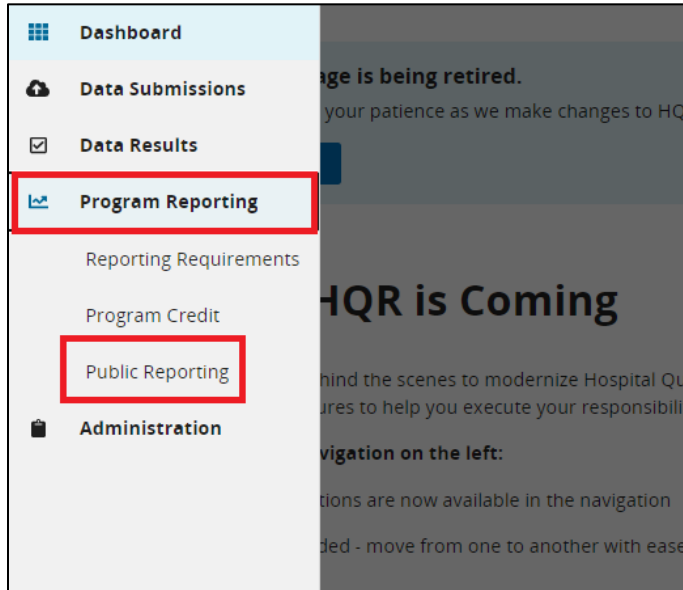 Dashboard
Data Submissions
Data Results
Program Reporting
Reporting Requirements
Program Credit
Public Reporting
Administration
age is being retired.
your patience as we make changes to HQ
HQR is Coming
hind the scenes to modernize Hospital Qu
ures to help you execute your responsibili
vigation on the left:
tions are now available in the navigation
ded - move from one to another with ease